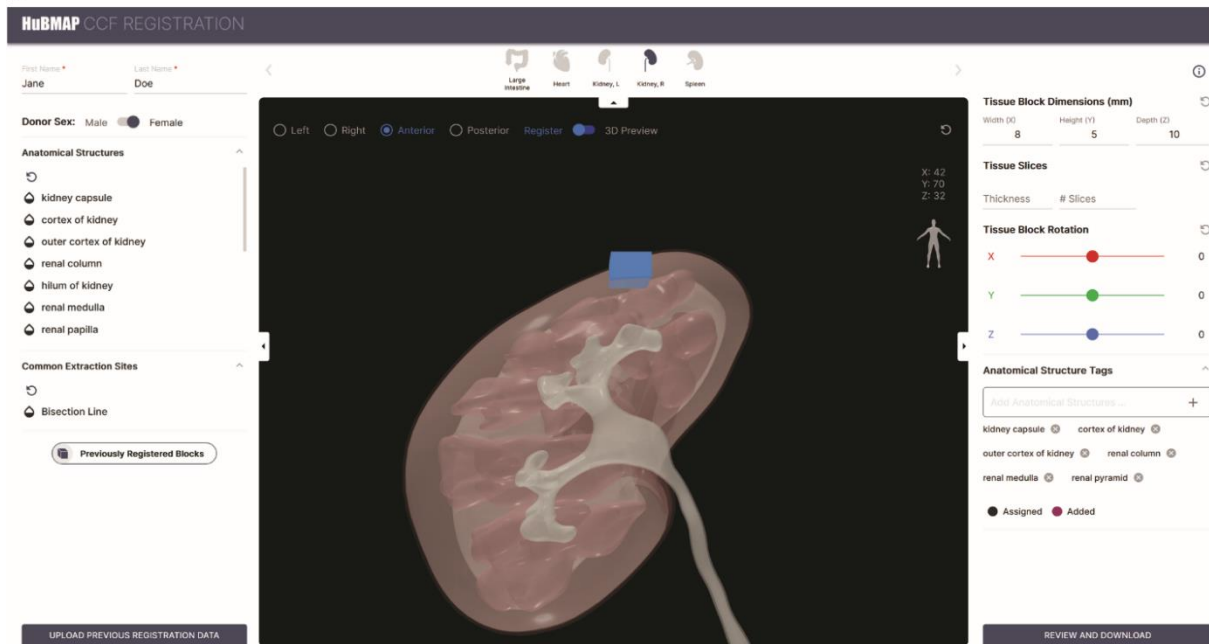 HuBMAP CCF REGISTRATION
First Name *
Last Name *
Jane
Doe
Donor Sex: Male Female
Anatomical Structures
kidney capsule
cortex of kidney
outer cortex of kidney
renal column
hilum of kidney
renal medulla
renal papilla
Common Extraction Sites
Bisection Line
Previously Registered Blocks
UPLOAD PREVIOUS REGISTRATION DATA
Large
Intestine
Heart
Kidney, L
Kidney, R
Spleen
Left Right Anterior Posterior Register 3D Preview
X: 42
Y: 70
Z: 32
Tissue Block Dimensions (mm)
Width (X) Height (Y) Depth (Z)
8 5 10
Tissue Slices
Thickness # Slices
Tissue Block Rotation
X 0
Y 0
Z 0
Anatomical Structure Tags
Add Anatomical Structures ...
kidney capsule cortex of kidney
outer cortex of kidney renal column
renal medulla renal pyramid
Assigned Added
REVIEW AND DOWNLOAD